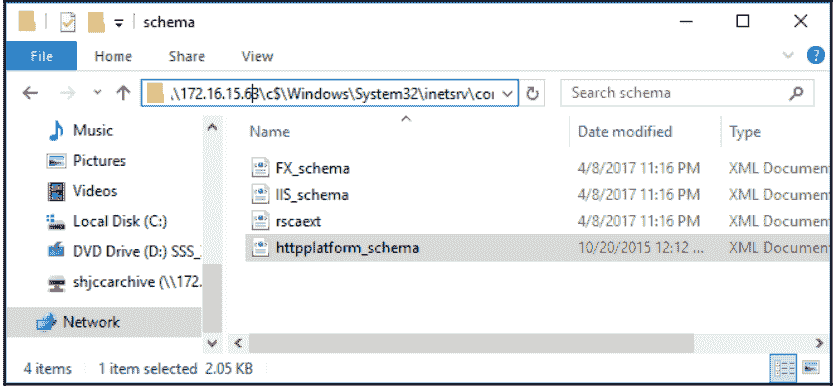 schema
File Home Share View
.\\172.16.15.63\c$\Windows\System32\inetsrv\coi
Search schema
Name Date modified Type
Music
Pictures
Videos
Local Disk (C:)
DVD Drive (D:) SSS_
shjccarchive (\\172.
Network
FX_schema 4/8/2017 11:16 PM XML Documen
IIS_schema 4/8/2017 11:16 PM XML Documen
rscaext 4/8/2017 11:16 PM XML Documen
httpplatform_schema 10/20/2015 12:12 ... XML Documen
4 items 1 item selected 2.05 KB